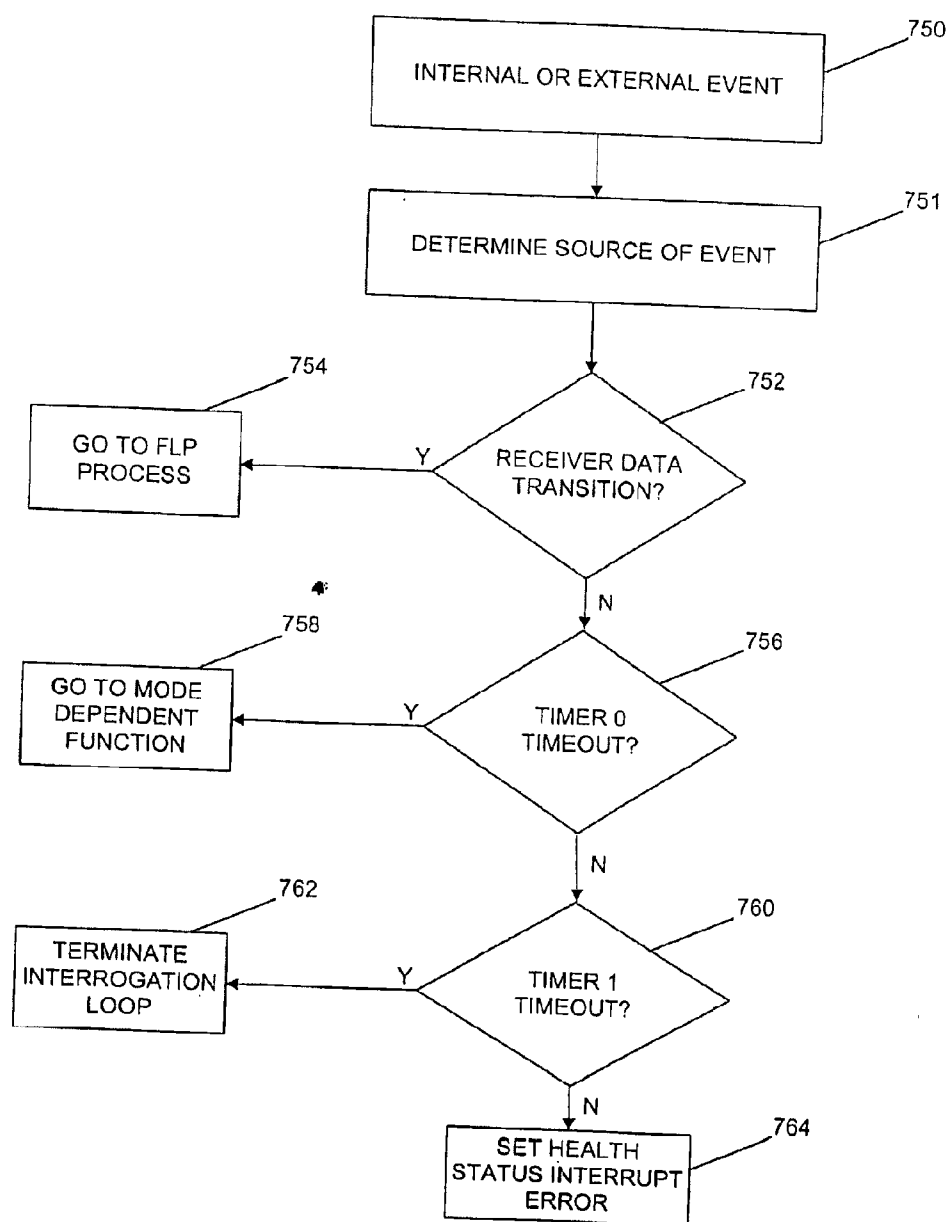 750
INTERNAL OR EXTERNAL EVENT
751
DETERMINE SOURCE OF EVENT
752
754
RECEIVER DATA
TRANSITION?
Y
GO TO FLP
PROCESS
N
756
758
TIMER 0
TIMEOUT?
Y
GO TO MODE
DEPENDENT
FUNCTION
N
760
762
TIMER 1
TIMEOUT?
Y
TERMINATE
INTERROGATION
LOOP
N
764
SET HEALTH
STATUS INTERRUPT
ERROR